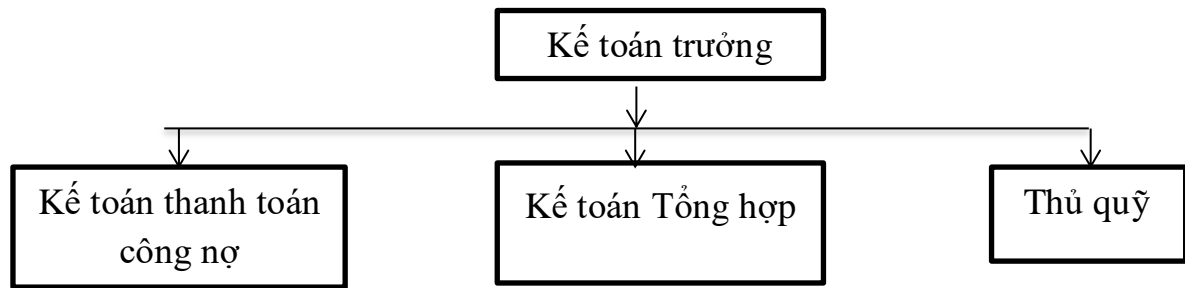 Kế toán trưởng
Kế toán thanh toán
công nợ
Kế toán Tổng hợp
Thủ quỹ